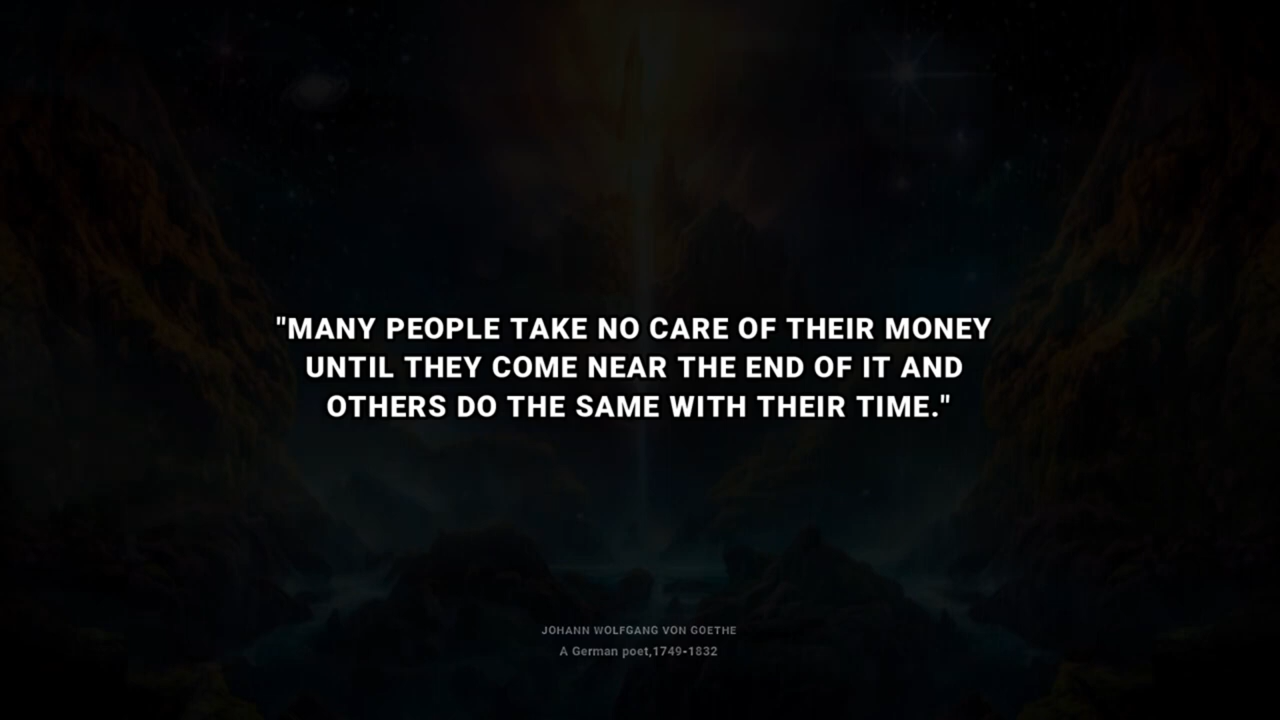 "MANY PEOPLE TAKE NO CARE OF THEIR MONEY
UNTIL THEY COME NEAR THE END OF IT AND
OTHERS DO THE SAME WITH THEIR TIME."
JOHANN WOLFGANG VON GOETHE
A German poet,1749-1832